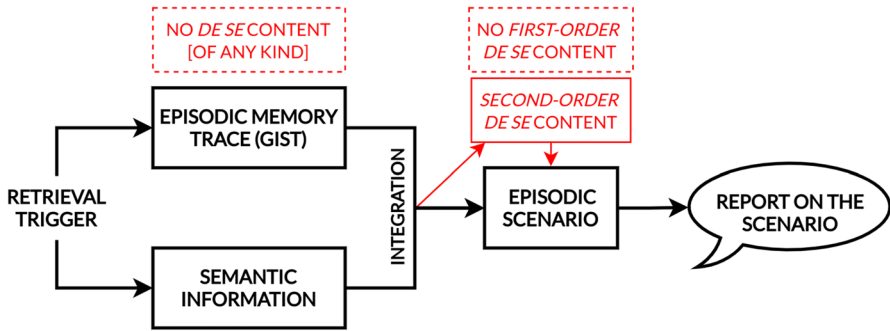 NO DE SE CONTENT
[OF ANY KIND]
NO FIRST-ORDER
DE SE CONTENT
EPISODIC MEMORY
TRACE (GIST)
SECOND-ORDER
DE SE CONTENT
RETRIEVAL
TRIGGER
INTEGRATION
EPISODIC
SCENARIO
REPORT ON THE
SCENARIO
SEMANTIC
INFORMATION